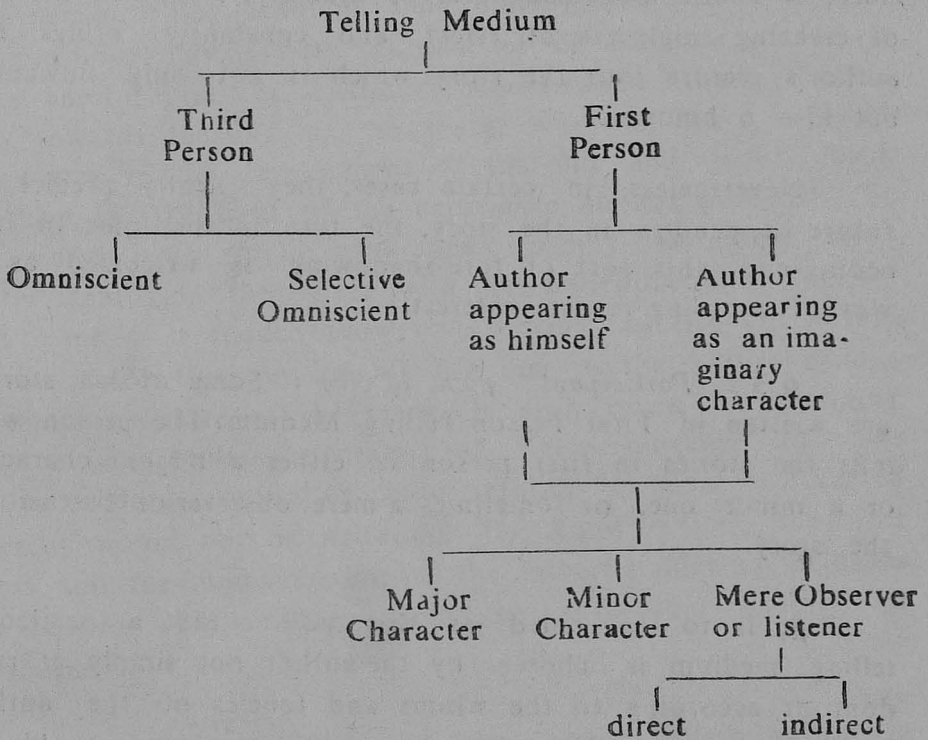 Telling Medium
Third
Person
First
Person
Omniscient
Selective
Omniscient
Author
appearing
as himself
Author
appearing
as an ima-
ginary
character
Major
Character
Minor
Character
Mere Observer
or listener
direct
indirect